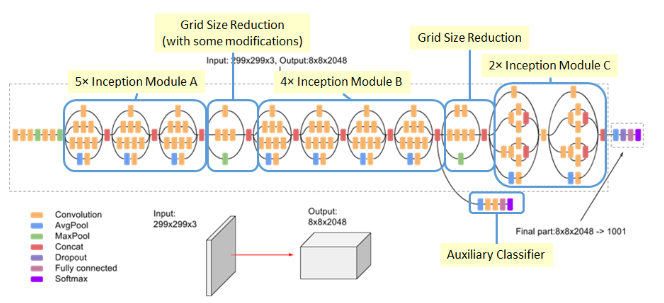 Grid Size Reduction
(with some modifications)
Grid Size Reduction
Input: 299x299x3, Output:8x8x2048
5× Inception Module A
4× Inception Module B
2× Inception Module C
Convolution
AvgPool
MaxPool
Concat
Dropout
Fully connected
Softmax
Input:
299x299x3
Output:
8x8x2048
Final part:8x8x2048 -> 1001
Auxiliary Classifier